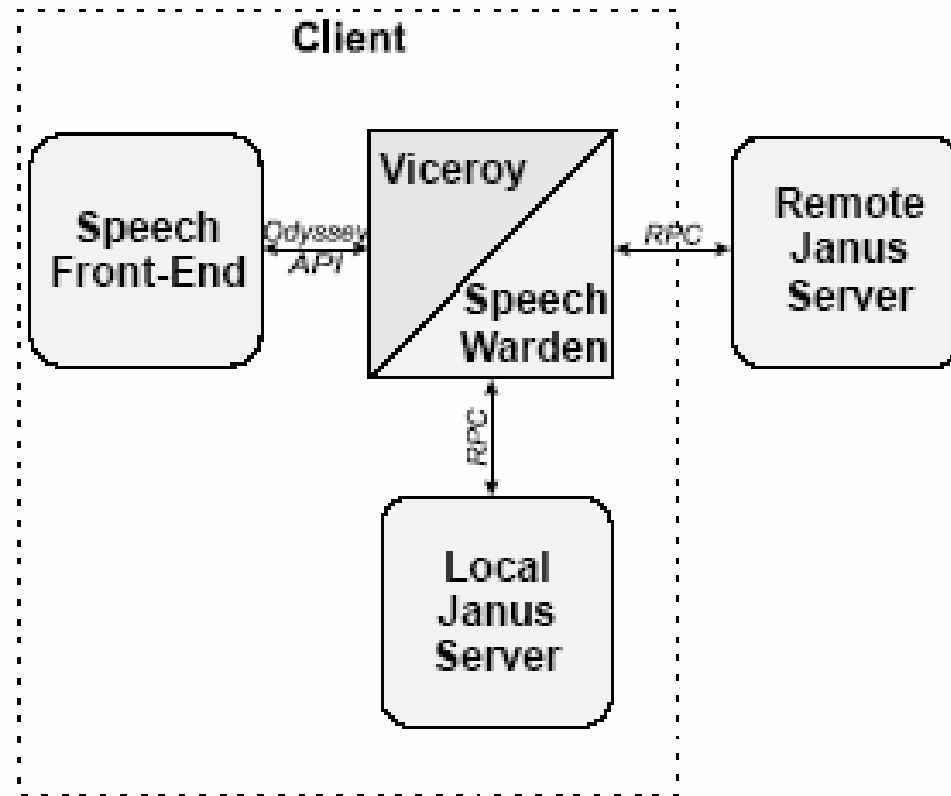 Client
Speech
Front-End
Odyssey
API
Viceroy
Speech
Warden
RPC
Remote
Janus
Server
RPC
Local
Janus
Server